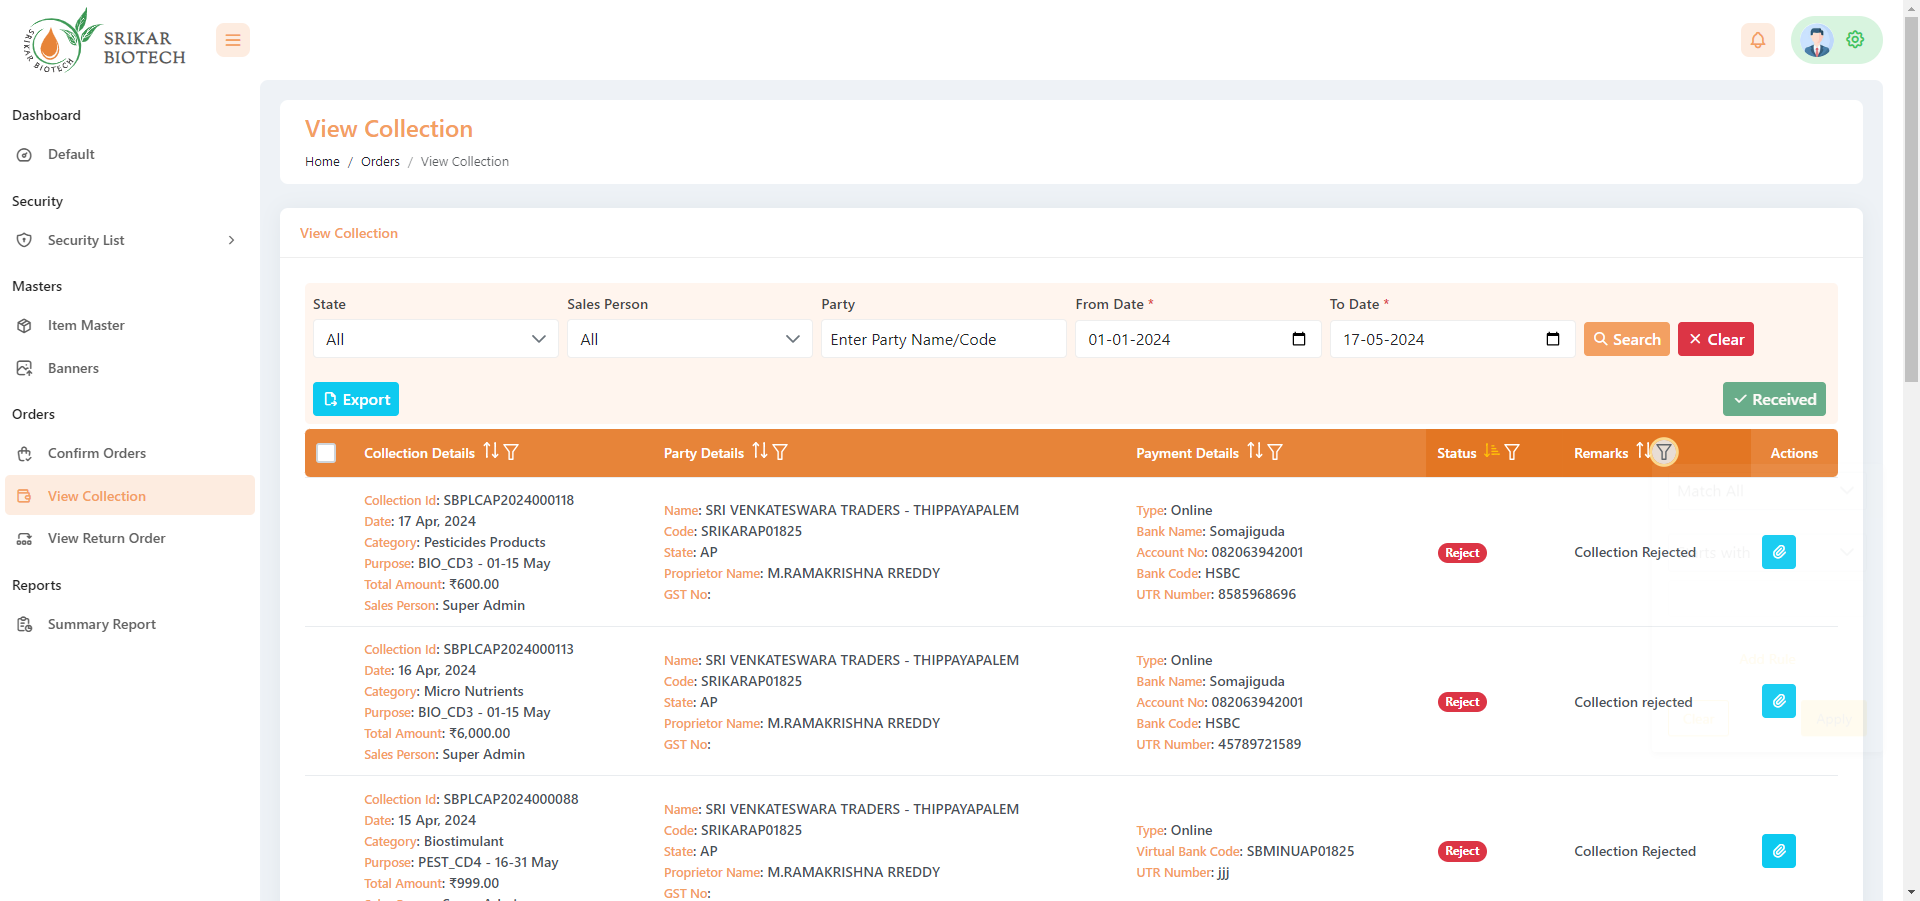 SRIKAR BIOTECH
SRIKAR
BIOTECH
Dashboard
Default
Security
Security List
Masters
Item Master
Banners
Orders
Confirm Orders
View Collection
View Return Order
Reports
Summary Report
View Collection
Home / Orders / View Collection
View Collection
State Sales Person Party From Date * To Date *
All All Enter Party Name/Code 01-01-2024 17-05-2024 Search Clear
Export Received
Collection Details Party Details Payment Details Status Remarks Actions
Match All
Collection Id: SBPLCAP2024000118
Date: 17 Apr, 2024
Category: Pesticides Products
Purpose: BIO_CD3 - 01-15 May
Total Amount: ₹600.00
Sales Person: Super Admin
Name: SRI VENKATESWARA TRADERS - THIPPAYAPALEM
Code: SRIKARAP01825
State: AP
Proprietor Name: M.RAMAKRISHNA RREDDY
GST No:
Type: Online
Bank Name: Somajiguda
Account No: 082063942001
Bank Code: HSBC
UTR Number: 8585968696
Reject
Collection Rejected
with
Collection Id: SBPLCAP2024000113
Date: 16 Apr, 2024
Category: Micro Nutrients
Purpose: BIO_CD3 - 01-15 May
Total Amount: ₹6,000.00
Sales Person: Super Admin
Name: SRI VENKATESWARA TRADERS - THIPPAYAPALEM
Code: SRIKARAP01825
State: AP
Proprietor Name: M.RAMAKRISHNA RREDDY
GST No:
Type: Online
Bank Name: Somajiguda
Account No: 082063942001
Bank Code: HSBC
UTR Number: 45789721589
Reject
Collection rejected
Apply
Collection Id: SBPLCAP2024000088
Date: 15 Apr, 2024
Category: Biostimulant
Purpose: PEST_CD4 - 16-31 May
Total Amount: ₹999.00
Name: SRI VENKATESWARA TRADERS - THIPPAYAPALEM
Code: SRIKARAP01825
State: AP
Proprietor Name: M.RAMAKRISHNA RREDDY
GST No:
Type: Online
Virtual Bank Code: SBMINUAP01825
UTR Number: jjj
Reject
Collection Rejected